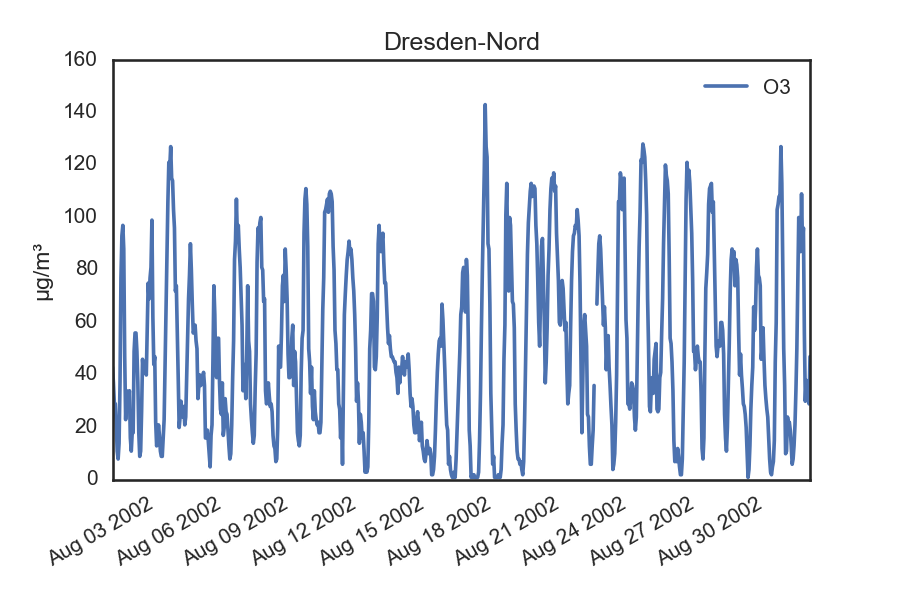 Dresden-Nord
160
140
120
100
80
60
40
20
0
µg/m³
O3
Aug 03 2002
Aug 06 2002
Aug 09 2002
Aug 12 2002
Aug 15 2002
Aug 18 2002
Aug 21 2002
Aug 24 2002
Aug 27 2002
Aug 30 2002